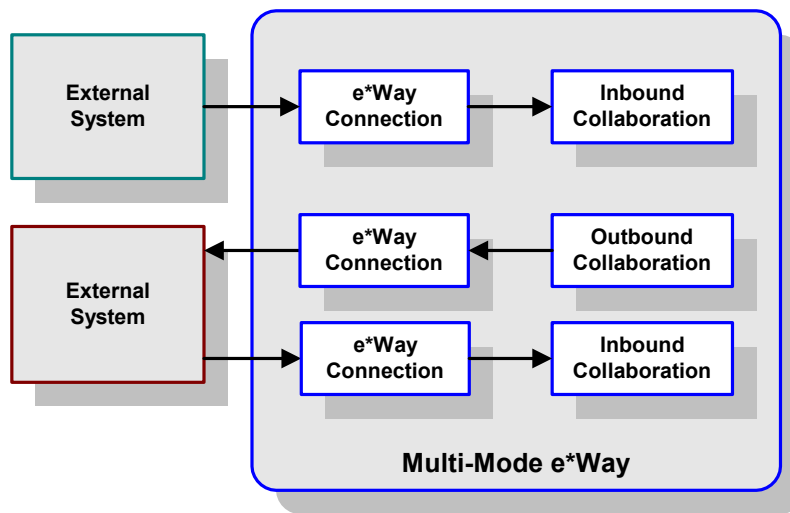 External
System
e*Way
Connection
Inbound
Collaboration
External
System
e*Way
Connection
Outbound
Collaboration
e*Way
Connection
Inbound
Collaboration
Multi-Mode e*Way